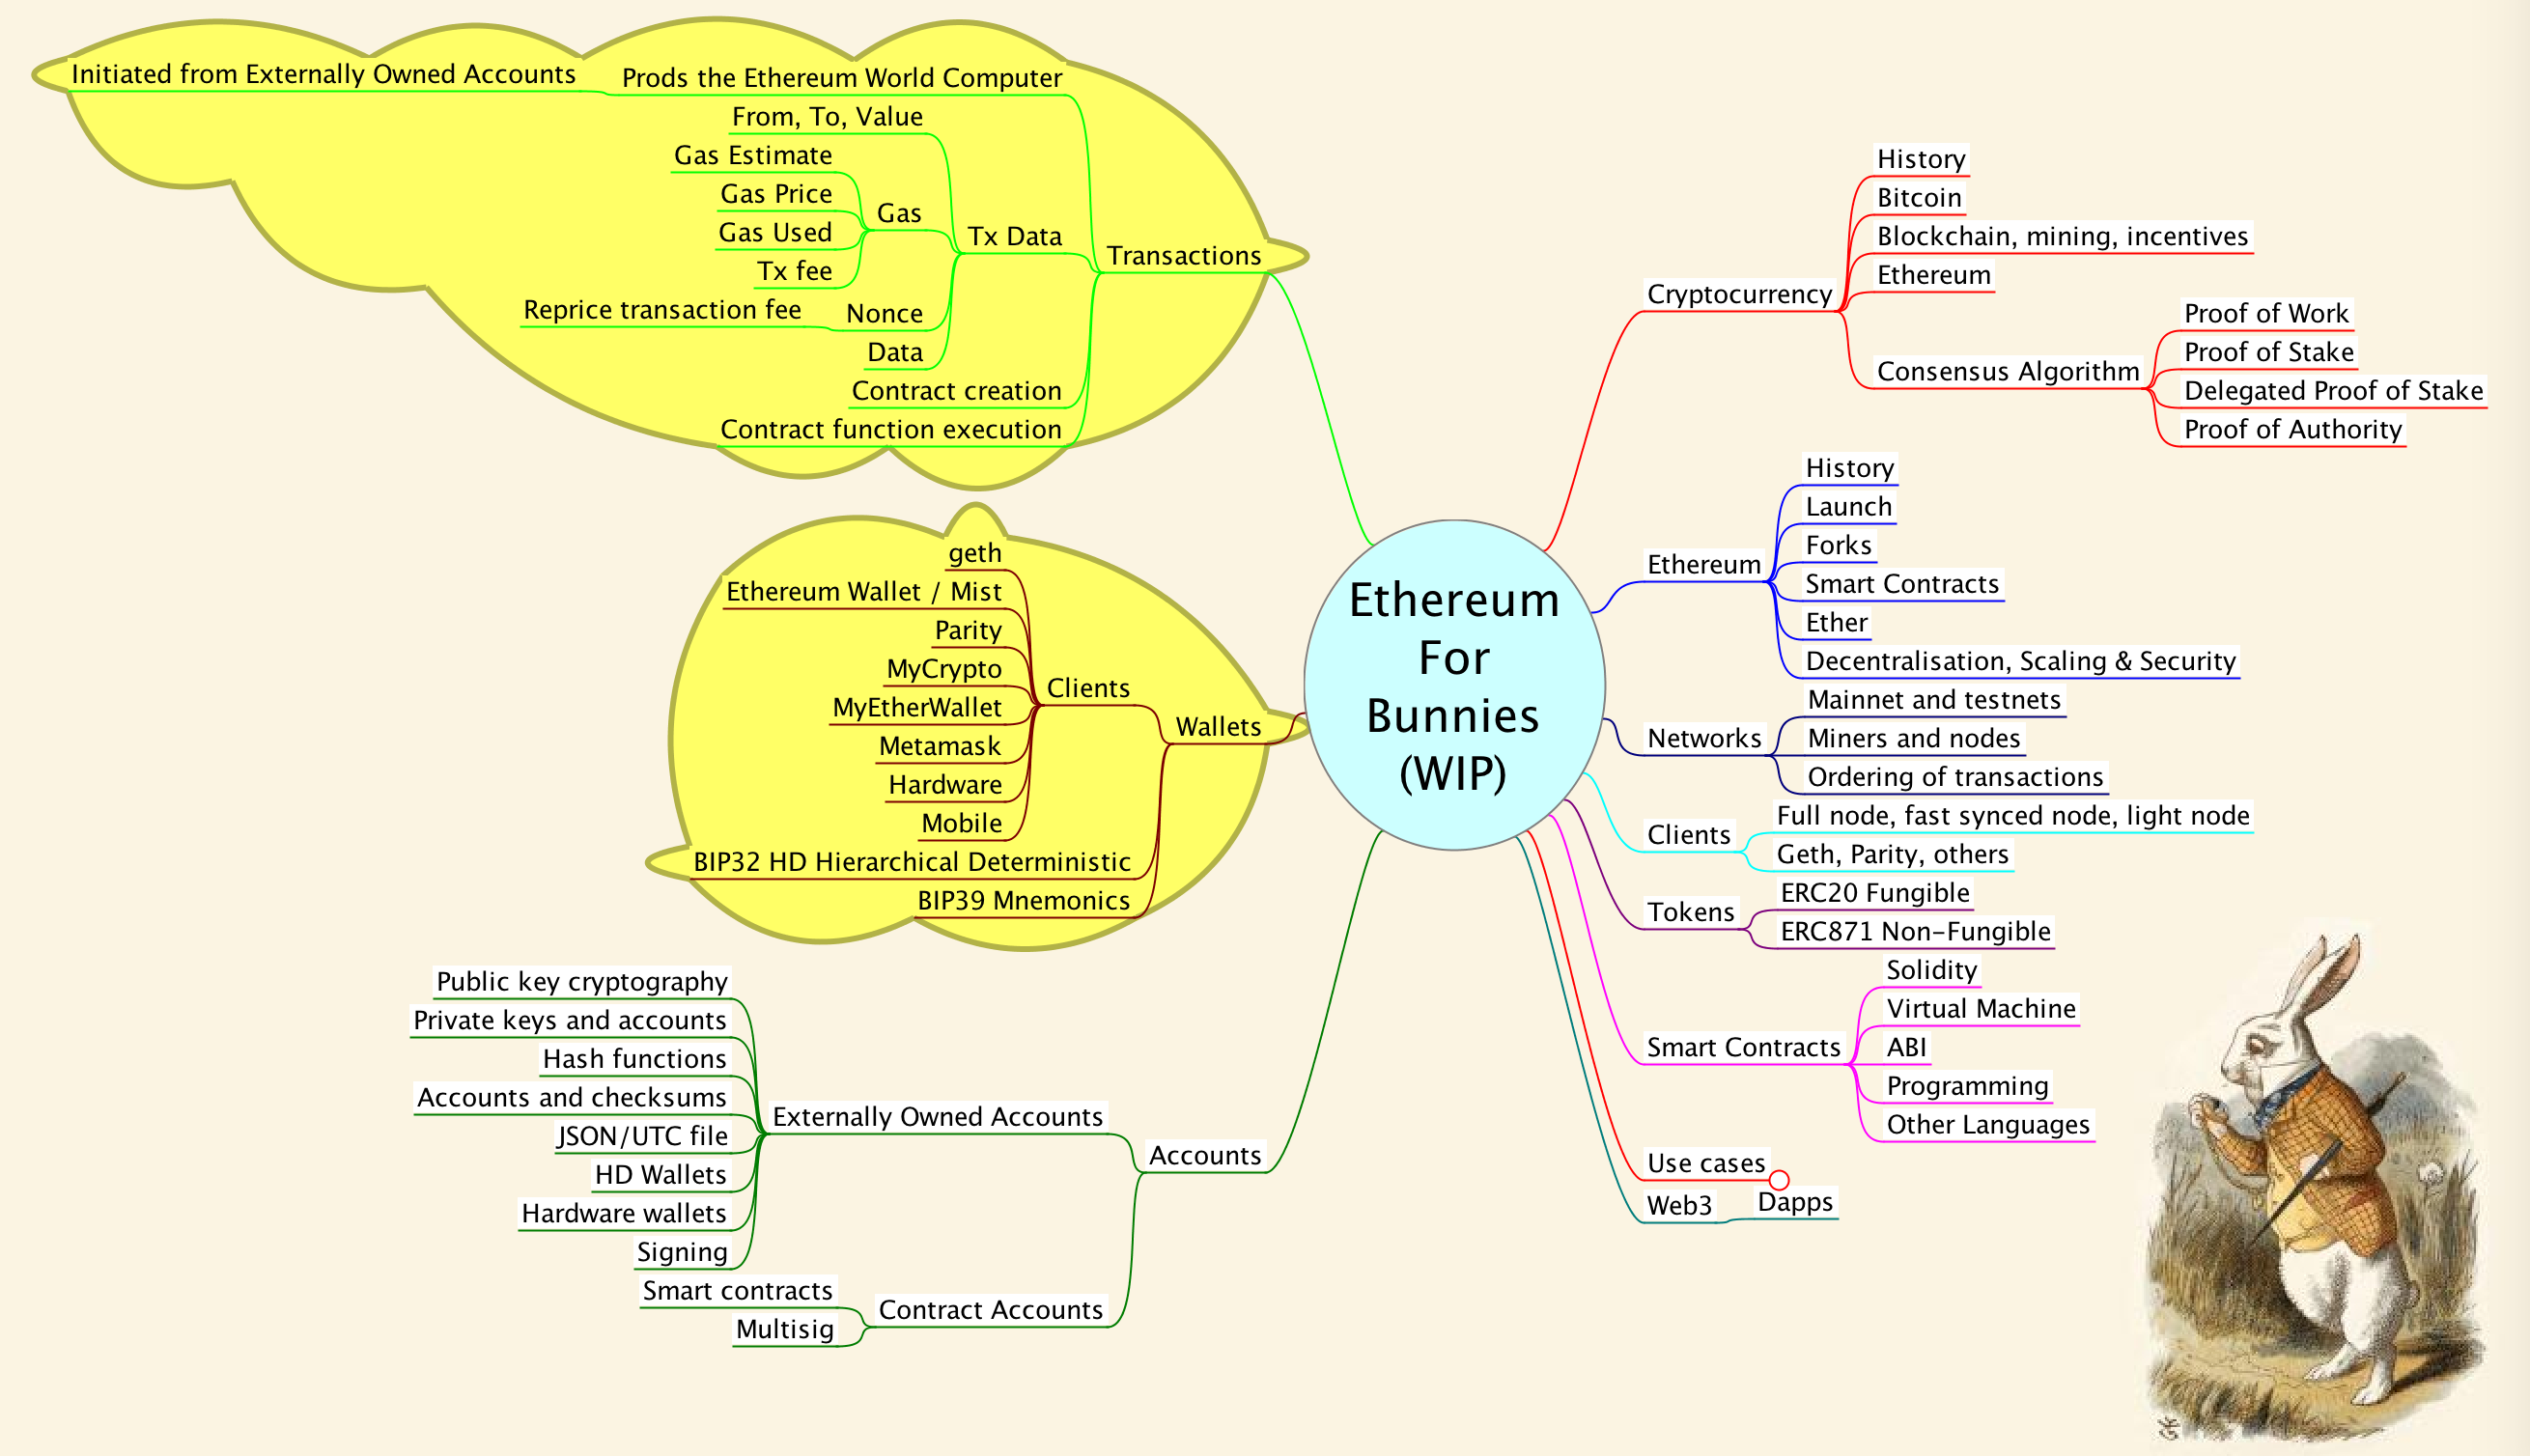 Ethereum
For
Bunnies
(WIP)
Transactions
Prods the Ethereum World Computer
Initiated from Externally Owned Accounts
Tx Data
From, To, Value
Gas
Gas Estimate
Gas Price
Gas Used
Tx fee
Nonce
Reprice transaction fee
Data
Contract creation
Contract function execution
Wallets
Clients
geth
Ethereum Wallet / Mist
Parity
MyCrypto
MyEtherWallet
Metamask
Hardware
Mobile
BIP32 HD Hierarchical Deterministic
BIP39 Mnemonics
Accounts
Externally Owned Accounts
Public key cryptography
Private keys and accounts
Hash functions
Accounts and checksums
JSON/UTC file
HD Wallets
Hardware wallets
Signing
Contract Accounts
Smart contracts
Multisig
Cryptocurrency
History
Bitcoin
Blockchain, mining, incentives
Ethereum
Consensus Algorithm
Proof of Work
Proof of Stake
Delegated Proof of Stake
Proof of Authority
Ethereum
History
Launch
Forks
Smart Contracts
Ether
Decentralisation, Scaling & Security
Networks
Mainnet and testnets
Miners and nodes
Ordering of transactions
Clients
Full node, fast synced node, light node
Geth, Parity, others
Tokens
ERC20 Fungible
ERC871 Non-Fungible
Smart Contracts
Solidity
Virtual Machine
ABI
Programming
Other Languages
Use cases
Web3
Dapps